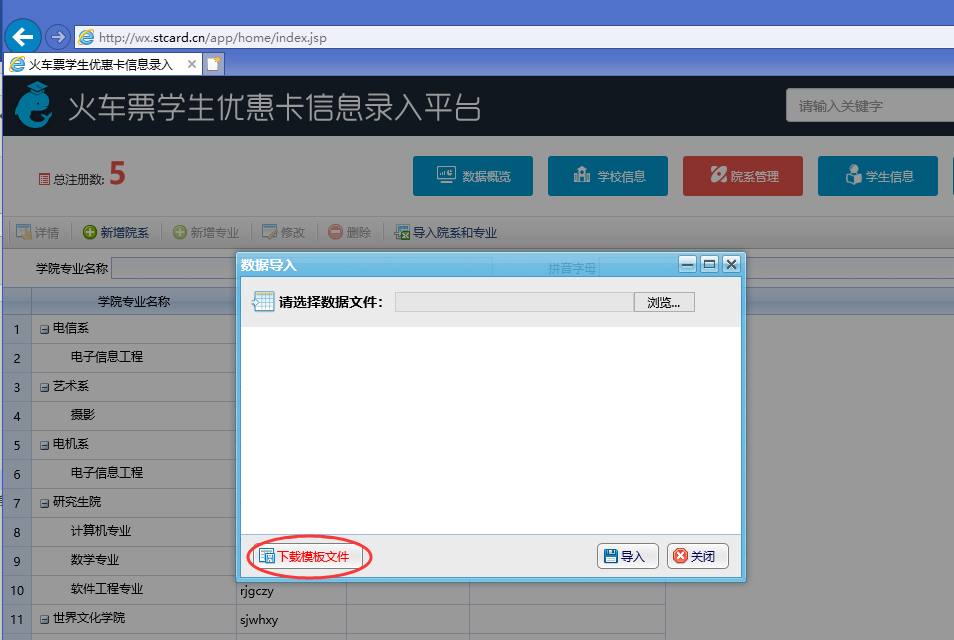 http://wx.stcard.cn/app/home/index.jsp
火车票学生优惠卡信息录入
火车票学生优惠卡信息录入平台
请输入关键字
总注册数: 5
数据概览
学校信息
院系管理
学生信息
详情 新增院系 新增专业 修改 删除 导入院系和专业
学院专业名称
拼音字母
数据导入
学院专业名称
请选择数据文件：
浏览...
1 电信系
2 电子信息工程
3 艺术系
4 摄影
5 电机系
6 电子信息工程
7 研究生院
8 计算机专业
9 数学专业
10 软件工程专业 rjgczy
11 世界文化学院 sjwhxy
下载模板文件
导入
关闭